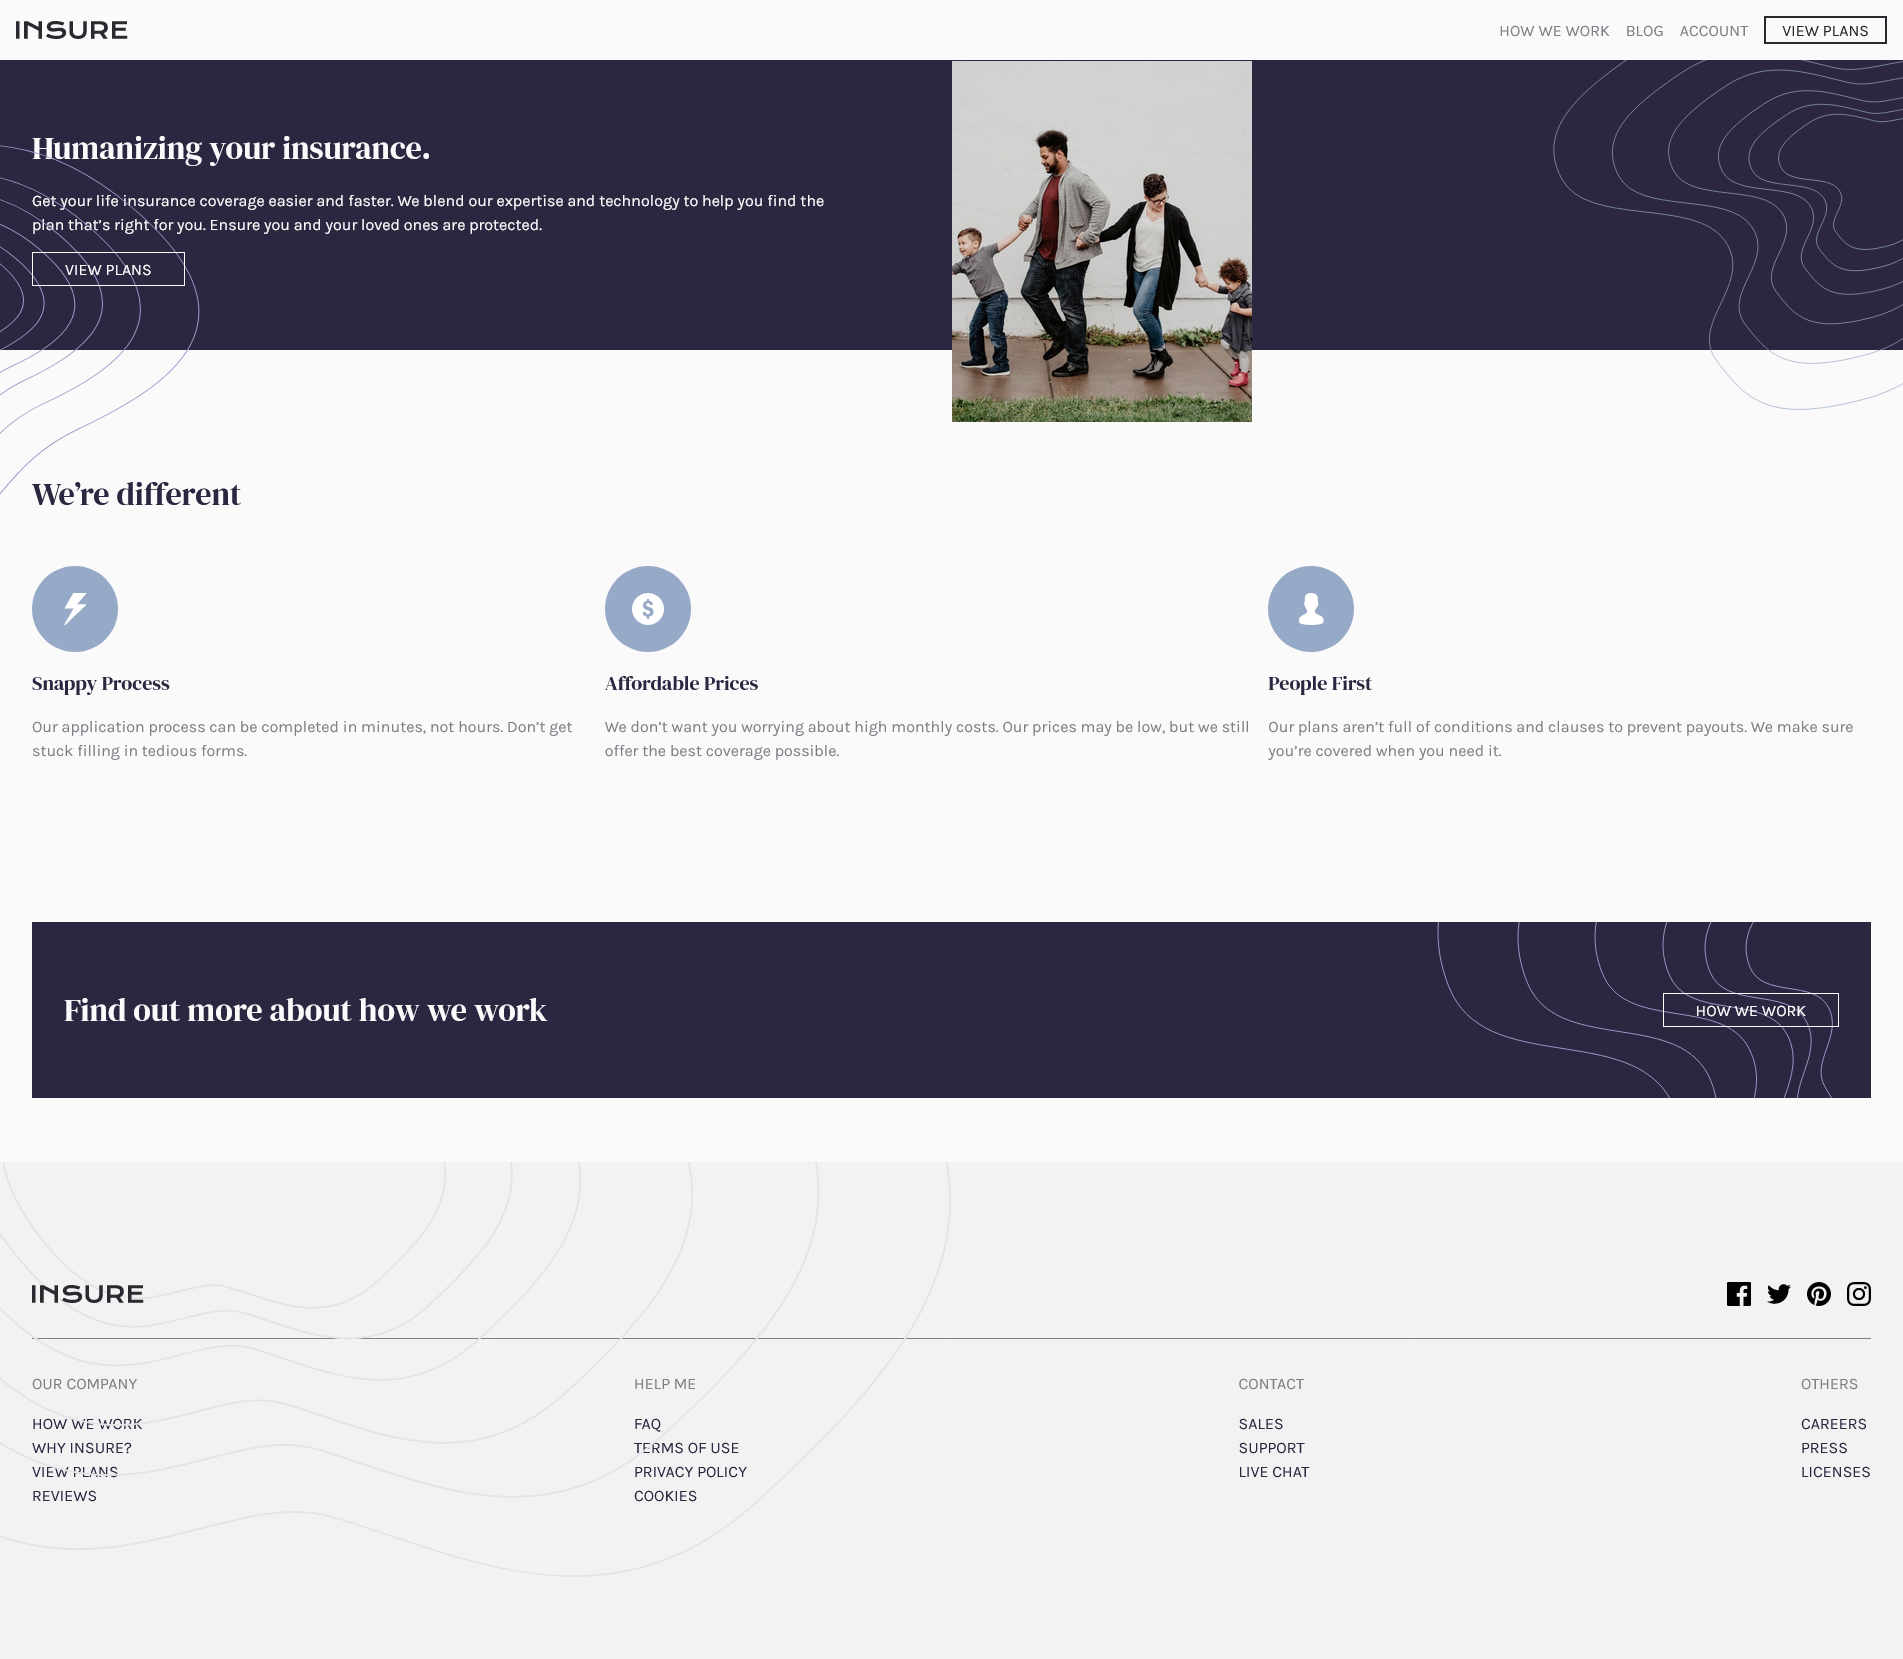 INSURE
HOW WE WORK BLOG ACCOUNT VIEW PLANS
Humanizing your insurance.
Get your life insurance coverage easier and faster. We blend our expertise and technology to help you find the
plan that’s right for you. Ensure you and your loved ones are protected.
VIEW PLANS
We’re different
Snappy Process
Our application process can be completed in minutes, not hours. Don’t get
stuck filling in tedious forms.
Affordable Prices
We don’t want you worrying about high monthly costs. Our prices may be low, but we still
offer the best coverage possible.
People First
Our plans aren’t full of conditions and clauses to prevent payouts. We make sure
you’re covered when you need it.
Find out more about how we work
HOW WE WORK
INSURE
OUR COMPANY
HOW WE WORK
WHY INSURE?
VIEW PLANS
REVIEWS
HELP ME
FAQ
TERMS OF USE
PRIVACY POLICY
COOKIES
CONTACT
SALES
SUPPORT
LIVE CHAT
OTHERS
CAREERS
PRESS
LICENSES